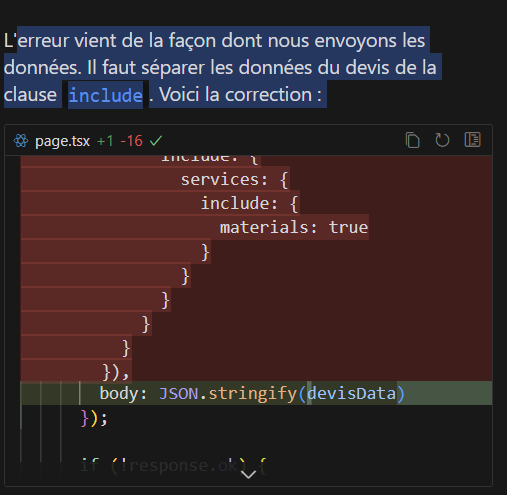 L'erreur vient de la façon dont nous envoyons les
données. Il faut séparer les données du devis de la
clause include . Voici la correction :
page.tsx +1 -16
include: {
services: {
include: {
materials: true
}
}
}
}
}
}),
body: JSON.stringify(devisData)
});
if (!response.ok) {